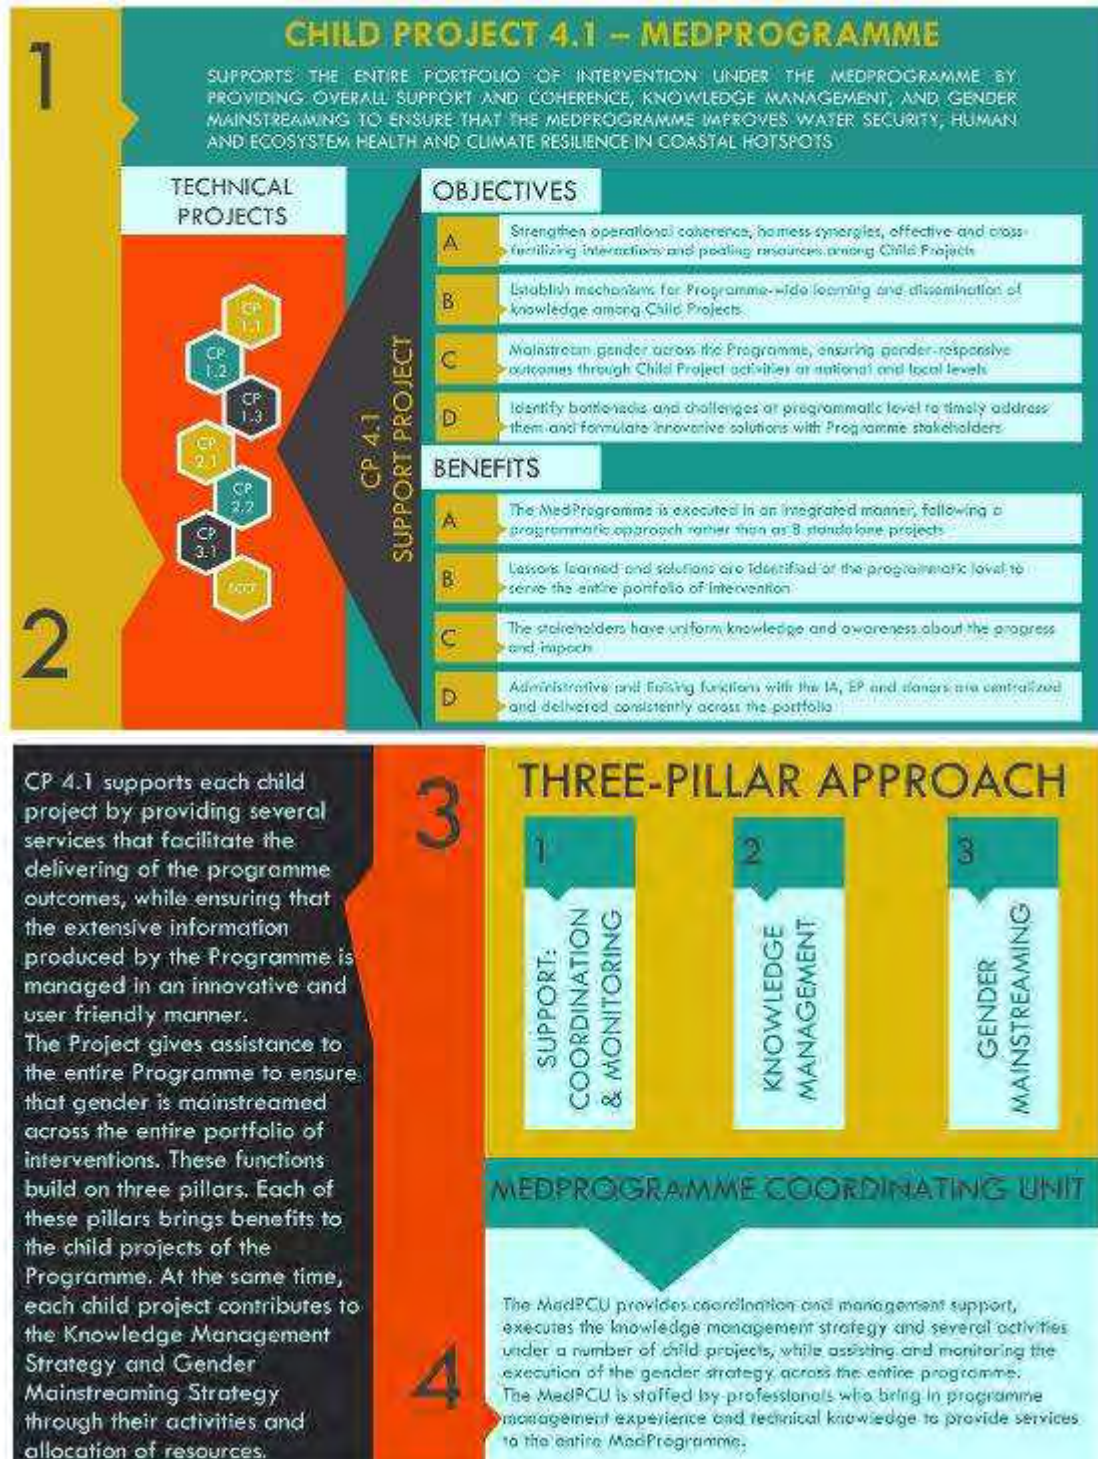 1
CHILD PROJECT 4.1 – MEDPROGRAMME
SUPPORTS THE ENTIRE PORTFOLIO OF INTERVENTION UNDER THE MEDPROGRAMME BY
PROVIDING OVERALL SUPPORT AND COHERENCE, KNOWLEDGE MANAGEMENT, AND GENDER
MAINSTREAMING TO ENSURE THAT THE MEDPROGRAMME IMPROVES WATER SECURITY, HUMAN
AND ECOSYSTEM HEALTH AND CLIMATE RESILIENCE IN COASTAL HOTSPOTS
TECHNICAL
PROJECTS
CP
1.1
CP
1.2
CP
1.3
CP
2.1
CP
2.2
CP
3.1
SCCF
2
CP 4.1
SUPPORT PROJECT
OBJECTIVES
A
Strengthen operational coherence, harness synergies, effective and cross-
fertilizing interactions and pooling resources among Child Projects
B
Establish mechanisms for Programme-wide learning and dissemination of
knowledge among Child Projects
C
Mainstream gender across the Programme, ensuring gender-responsive
outcomes through Child Project activities at national and local levels
D
Identify bottlenecks and challenges at programmatic level to timely address
them and formulate innovative solutions with Programme stakeholders
BENEFITS
A
The MedProgramme is executed in an integrated manner, following a
programmatic approach rather than as 8 standalone projects
B
Lessons learned and solutions are identified at the programmatic level to
serve the entire portfolio of intervention
C
The stakeholders have uniform knowledge and awareness about the progress
and impacts
D
Administrative and liaising functions with the IA, EP and donors are centralized
and delivered consistently across the portfolio
CP 4.1 supports each child
project by providing several
services that facilitate the
delivering of the programme
outcomes, while ensuring that
the extensive information
produced by the Programme is
managed in an innovative and
user friendly manner.
The Project gives assistance to
the entire Programme to ensure
that gender is mainstreamed
across the entire portfolio of
interventions. These functions
build on three pillars. Each of
these pillars brings benefits to
the child projects of the
Programme. At the same time,
each child project contributes to
the Knowledge Management
Strategy and Gender
Mainstreaming Strategy
through their activities and
allocation of resources.
3
THREE-PILLAR APPROACH
1
SUPPORT:
COORDINATION
& MONITORING
2
KNOWLEDGE
MANAGEMENT
3
GENDER
MAINSTREAMING
4
MEDPROGRAMME COORDINATING UNIT
The MedPCU provides coordination and management support,
executes the knowledge management strategy and several activities
under a number of child projects, while assisting and monitoring the
execution of the gender strategy across the entire programme.
The MedPCU is staffed by professionals who bring in programme
management experience and technical knowledge to provide services
to the entire MedProgramme.